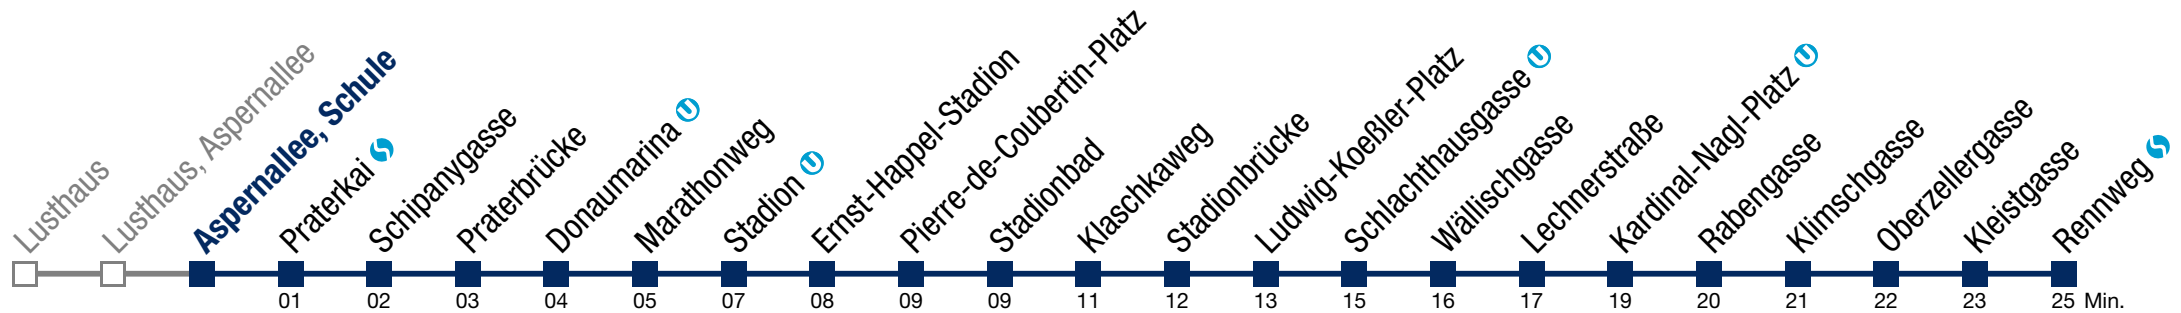 Lusthaus
Lusthaus, Aspernallee
Aspernallee, Schule
Praterkai S
Schipanygasse
Praterbrücke
Donaumarina U
Marathonweg
Stadion U
Ernst-Happel-Stadion
Pierre-de-Coubertin-Platz
Stadionbad
Klaschkaweg
Stadionbrücke
Ludwig-Koeßler-Platz
Schlachthausgasse U
Wällischgasse
Lechnerstraße
Kardinal-Nagl-Platz U
Rabengasse
Klimschgasse
Oberzellergasse
Kleistgasse
Rennweg S
01 02 03 04 05 07 08 09 09 11 12 13 15 16 17 19 20 21 22 23 25 Min.